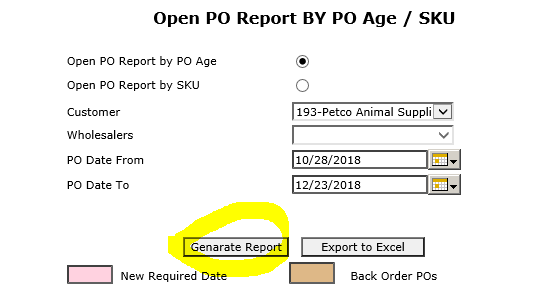 Open PO Report BY PO Age / SKU
Open PO Report by PO Age
Open PO Report by SKU
Customer 193-Petco Animal Suppli
Wholesalers
PO Date From 10/28/2018
PO Date To 12/23/2018
Genarate Report Export to Excel
New Required Date Back Order POs